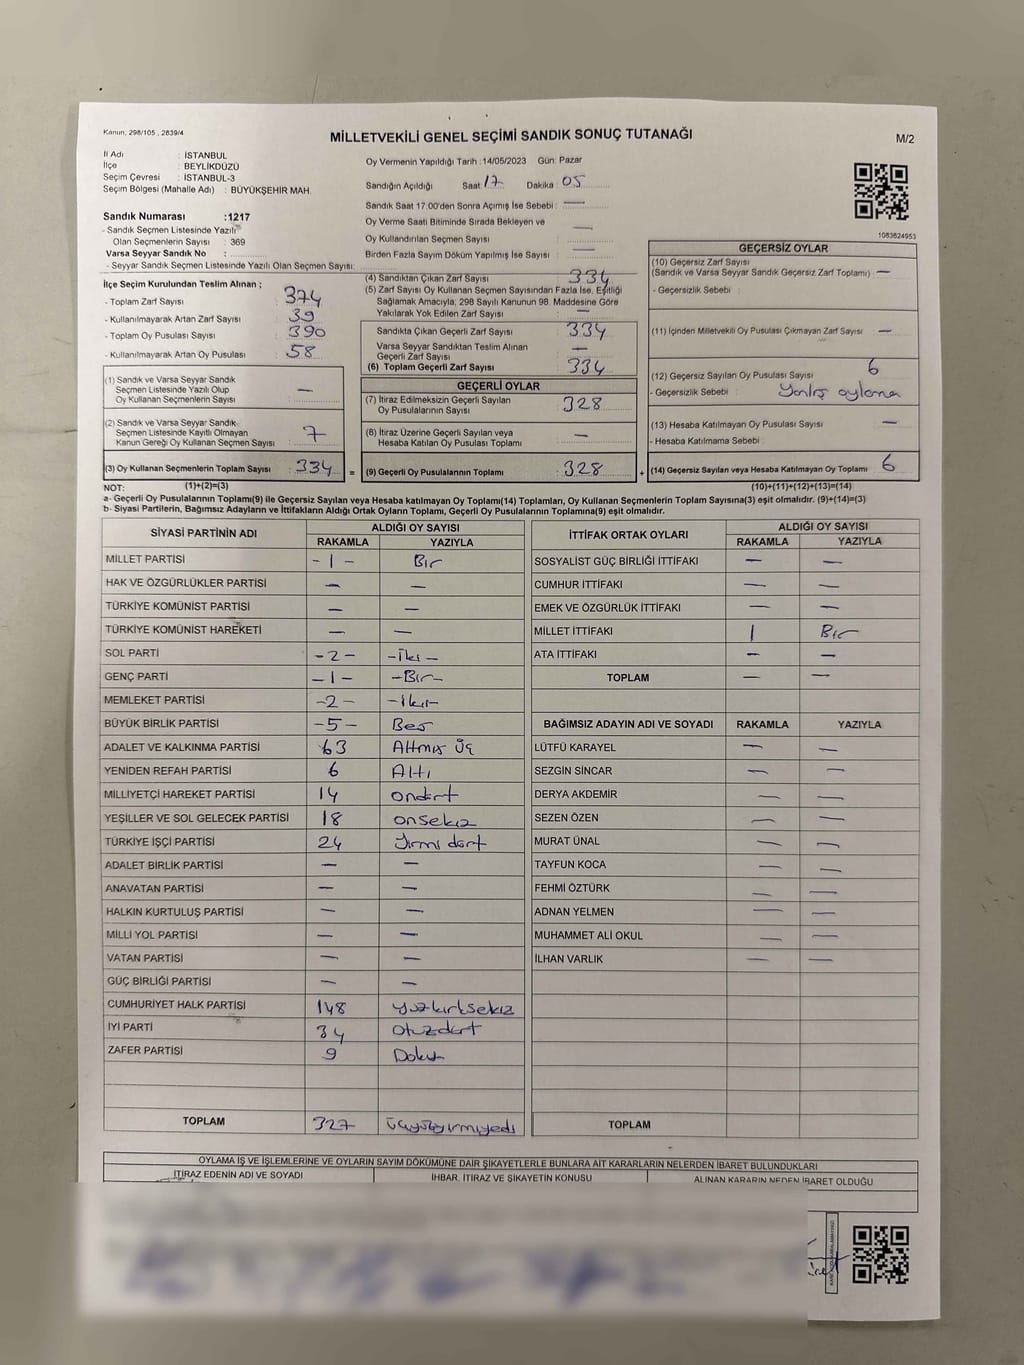 Kanun, 298/105 , 2839/4
MİLLETVEKİLİ GENEL SEÇİMİ SANDIK SONUÇ TUTANAĞI
M/2
İl Adı : İSTANBUL
İlçe : BEYLİKDÜZÜ
Seçim Çevresi : İSTANBUL-3
Seçim Bölgesi (Mahalle Adı) : BÜYÜKŞEHİR MAH.
Sandık Numarası :1217
- Sandık Seçmen Listesinde Yazılı
Olan Seçmenlerin Sayısı : 369
Varsa Seyyar Sandık No :
- Seyyar Sandık Seçmen Listesinde Yazılı Olan Seçmen Sayısı:
Oy Vermenin Yapıldığı Tarih :14/05/2023 Gün: Pazar
Sandığın Açıldığı Saat: 17 Dakika : 05
Sandık Saat 17:00'den Sonra Açımış İse Sebebi : —
Oy Verme Saati Bitiminde Sırada Bekleyen ve
Oy Kullandırılan Seçmen Sayısı —
Birden Fazla Sayım Döküm Yapılmış İse Sayısı —
1083624953
İlçe Seçim Kurulundan Teslim Alınan ;
- Toplam Zarf Sayısı 374
- Kullanılmayarak Artan Zarf Sayısı : 39
- Toplam Oy Pusulası Sayısı : 390
- Kullanılmayarak Artan Oy Pusulası : 58
(1) Sandık ve Varsa Seyyar Sandık
Seçmen Listesinde Yazılı Olup
Oy Kullanan Seçmenlerin Sayısı —
(2) Sandık ve Varsa Seyyar Sandık
Seçmen Listesinde Kayıtlı Olmayan
Kanun Gereği Oy Kullanan Seçmen Sayısı 7
(3) Oy Kullanan Seçmenlerin Toplam Sayısı : 334 =
(4) Sandıktan Çıkan Zarf Sayısı : 334
(5) Zarf Sayısı Oy Kullanan Seçmen Sayısından Fazla İse, Eşitliği
Sağlamak Amacıyla, 298 Sayılı Kanunun 98. Maddesine Göre
Yakılarak Yok Edilen Zarf Sayısı : —
Sandıkta Çıkan Geçerli Zarf Sayısı : 334
Varsa Seyyar Sandıktan Teslim Alınan
Geçerli Zarf Sayısı —
(6) Toplam Geçerli Zarf Sayısı : 334
GEÇERLİ OYLAR
(7) İtiraz Edilmeksizin Geçerli Sayılan
Oy Pusulalarının Sayısı : 328
(8) İtiraz Üzerine Geçerli Sayılan veya
Hesaba Katılan Oy Pusulası Toplamı : —
(9) Geçerli Oy Pusulalarının Toplamı : 328 +
GEÇERSİZ OYLAR
(10) Geçersiz Zarf Sayısı
(Sandık ve Varsa Seyyar Sandık Geçersiz Zarf Toplamı) : —
- Geçersizlik Sebebi :
(11) İçinden Milletvekili Oy Pusulası Çıkmayan Zarf Sayısı : —
(12) Geçersiz Sayılan Oy Pusulası Sayısı : 6
- Geçersizlik Sebebi : Yanlış oylama
(13) Hesaba Katılmayan Oy Pusulası Sayısı : —
- Hesaba Katılmama Sebebi :
(14) Geçersiz Sayılan veya Hesaba Katılmayan Oy Pusulası Toplamı : 6
NOT: (1)+(2)=(3) (10)+(11)+(12)+(13)=(14)
a- Geçerli Oy Pusulalarının Toplamı(9) ile Geçersiz Sayılan veya Hesaba katılmayan Oy Toplamı(14) Toplamları, Oy Kullanan Seçmenlerin Toplam Sayısına(3) eşit olmalıdır. (9)+(14)=(3)
b- Siyasi Partilerin, Bağımsız Adayların ve İttifakların Aldığı Ortak Oyların Toplamı, Geçerli Oy Pusulalarının Toplamına(9) eşit olmalıdır.
SİYASİ PARTİNİN ADI ALDIĞI OY SAYISI
RAKAMLA YAZIYLA
MİLLET PARTİSİ - 1 - Bir
HAK VE ÖZGÜRLÜKLER PARTİSİ — —
TÜRKİYE KOMÜNİST PARTİSİ — —
TÜRKİYE KOMÜNİST HAREKETİ — —
SOL PARTİ - 2 - - İki -
GENÇ PARTİ - 1 - - Bir -
MEMLEKET PARTİSİ - 2 - - iki -
BÜYÜK BİRLİK PARTİSİ - 5 - Beş
ADALET VE KALKINMA PARTİSİ 63 Altmış Üç
YENİDEN REFAH PARTİSİ 6 Altı
MİLLİYETÇİ HAREKET PARTİSİ 14 ondört
YEŞİLLER VE SOL GELECEK PARTİSİ 18 onsekiz
TÜRKİYE İŞÇİ PARTİSİ 24 Yirmi dört
ADALET BİRLİK PARTİSİ — —
ANAVATAN PARTİSİ — —
HALKIN KURTULUŞ PARTİSİ — —
MİLLİ YOL PARTİSİ — —
VATAN PARTİSİ — —
GÜÇ BİRLİĞİ PARTİSİ — —
CUMHURİYET HALK PARTİSİ 148 yüzkırksekiz
İYİ PARTİ 34 Otuzdört
ZAFER PARTİSİ 9 Dokuz
TOPLAM 327 üçyüzyirmiyedi
İTTİFAK ORTAK OYLARI ALDIĞI OY SAYISI
RAKAMLA YAZIYLA
SOSYALİST GÜÇ BİRLİĞİ İTTİFAKI — —
CUMHUR İTTİFAKI — —
EMEK VE ÖZGÜRLÜK İTTİFAKI — —
MİLLET İTTİFAKI 1 Bir
ATA İTTİFAKI — —
TOPLAM — —
BAĞIMSIZ ADAYIN ADI VE SOYADI RAKAMLA YAZIYLA
LÜTFÜ KARAYEL — —
SEZGİN SİNCAR — —
DERYA AKDEMİR — —
SEZEN ÖZEN — —
MURAT ÜNAL — —
TAYFUN KOCA — —
FEHMİ ÖZTÜRK — —
ADNAN YELMEN — —
MUHAMMET ALİ OKUL — —
İLHAN VARLIK — —
TOPLAM
OYLAMA İŞ VE İŞLEMLERİNE VE OYLARIN SAYIM DÖKÜMÜNE DAİR ŞİKAYETLERLE BUNLARA AİT KARARLARIN NELERDEN İBARET BULUNDUKLARI
İTİRAZ EDENİN ADI VE SOYADI İHBAR, İTİRAZ VE ŞİKAYETİN KONUSU ALINAN KARARIN NEDEN İBARET OLDUĞU